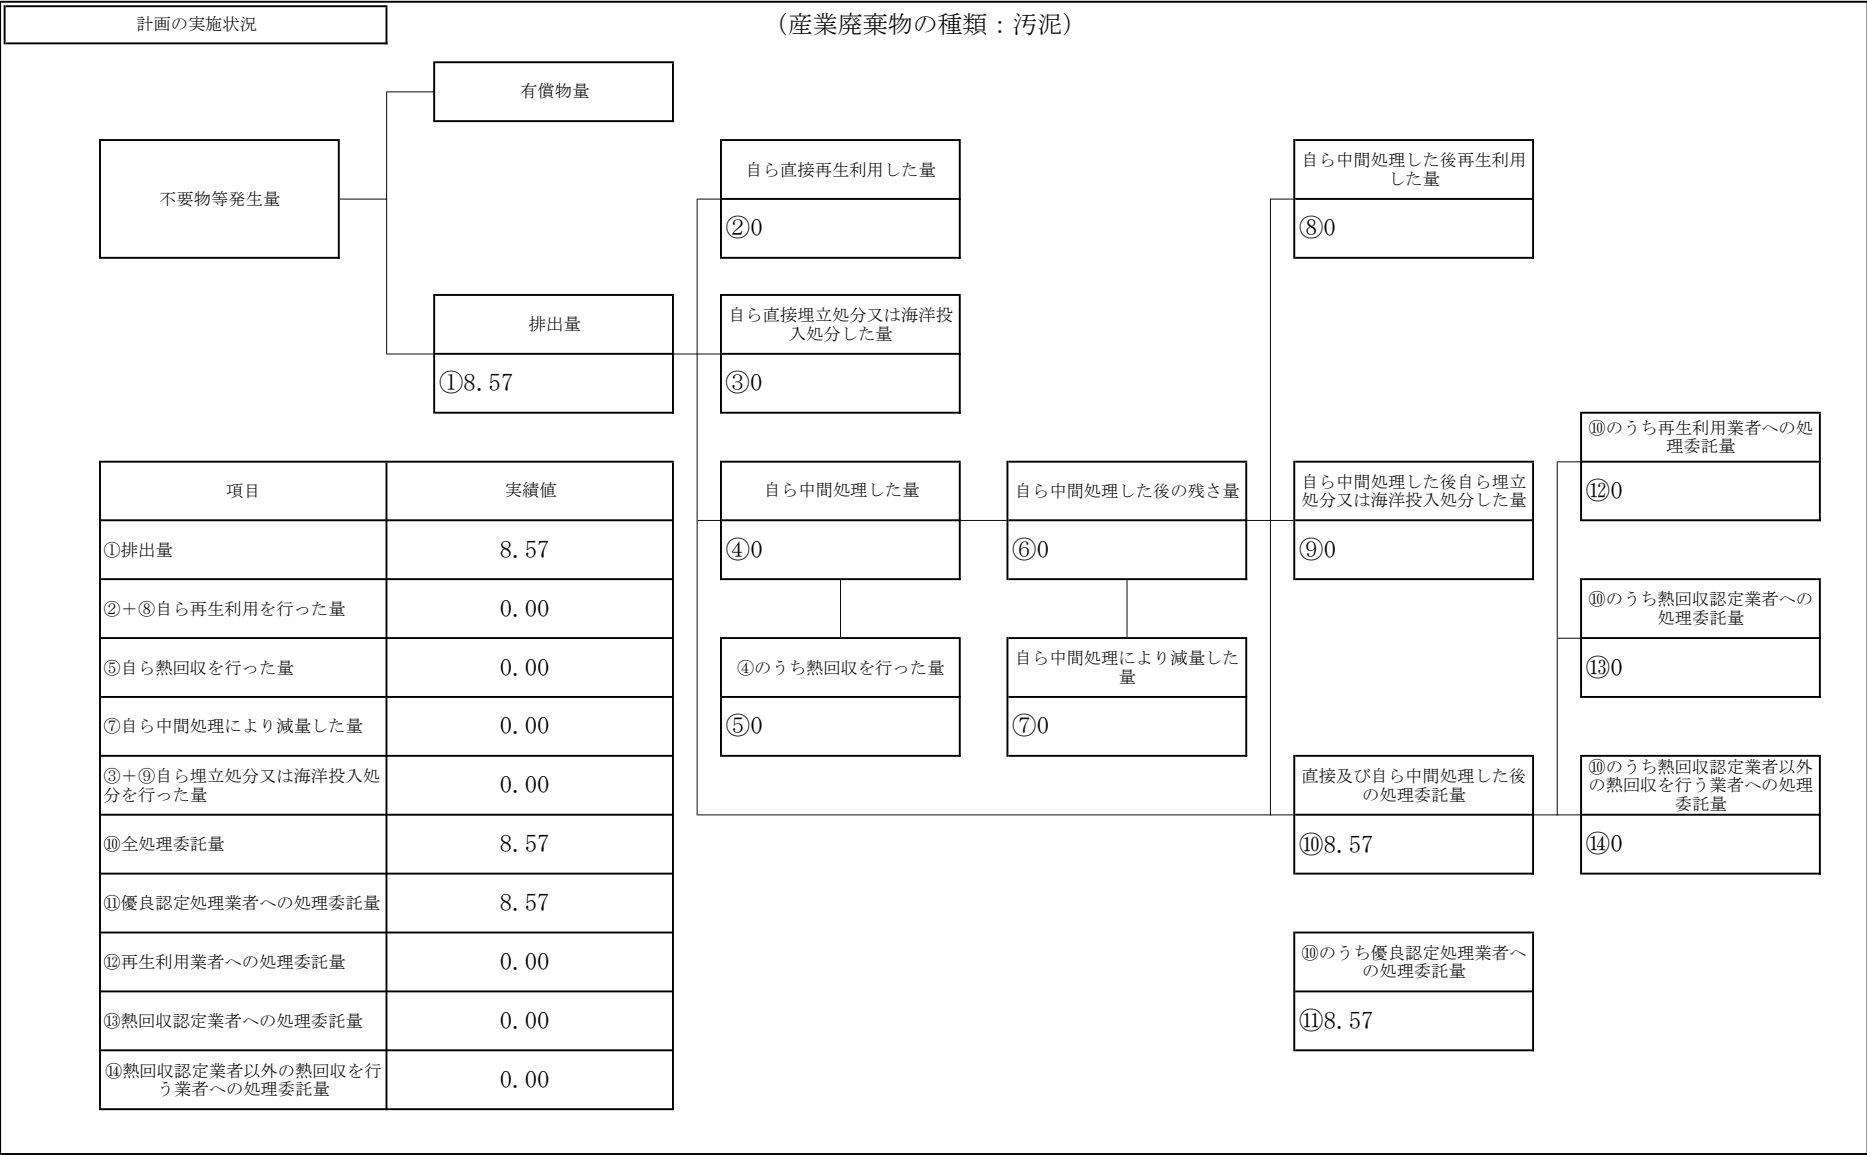 計画の実施状況
（産業廃棄物の種類：汚泥）
有償物量
不要物等発生量
自ら直接再生利用した量
②0
自ら中間処理した後再生利用
した量
⑧0
排出量
①8.57
自ら直接埋立処分又は海洋投
入処分した量
③0
⑩のうち再生利用業者への処
理委託量
⑫0
自ら中間処理した量
④0
自ら中間処理した後の残さ量
⑥0
自ら中間処理した後自ら埋立
処分又は海洋投入処分した量
⑨0
⑩のうち熱回収認定業者への
処理委託量
⑬0
④のうち熱回収を行った量
⑤0
自ら中間処理により減量した
量
⑦0
直接及び自ら中間処理した後
の処理委託量
⑩8.57
⑩のうち熱回収認定業者以外
の熱回収を行う業者への処理
委託量
⑭0
⑩のうち優良認定処理業者へ
の処理委託量
⑪8.57
項目 実績値
①排出量 8.57
②＋⑧自ら再生利用を行った量 0.00
⑤自ら熱回収を行った量 0.00
⑦自ら中間処理により減量した量 0.00
③＋⑨自ら埋立処分又は海洋投入処
分を行った量 0.00
⑩全処理委託量 8.57
⑪優良認定処理業者への処理委託量 8.57
⑫再生利用業者への処理委託量 0.00
⑬熱回収認定業者への処理委託量 0.00
⑭熱回収認定業者以外の熱回収を行
う業者への処理委託量 0.00